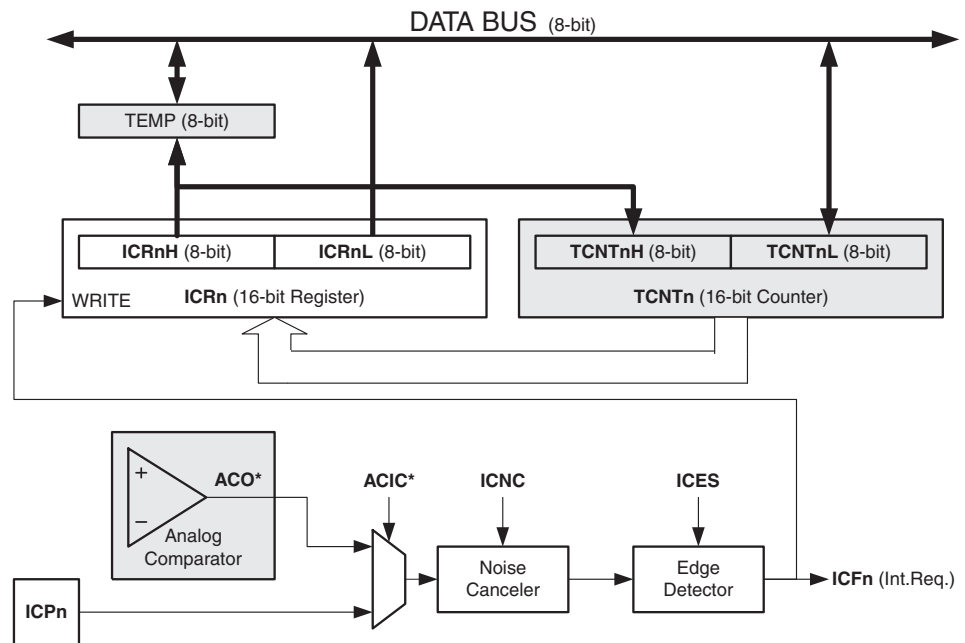 DATA BUS (8-bit)
TEMP (8-bit)
ICRnH (8-bit)
ICRnL (8-bit)
TCNTnH (8-bit)
TCNTnL (8-bit)
WRITE
ICRn (16-bit Register)
TCNTn (16-bit Counter)
+
−
ACO*
Analog
Comparator
ACIC*
ICNC
ICES
Noise
Canceler
Edge
Detector
ICFn (Int.Req.)
ICPn